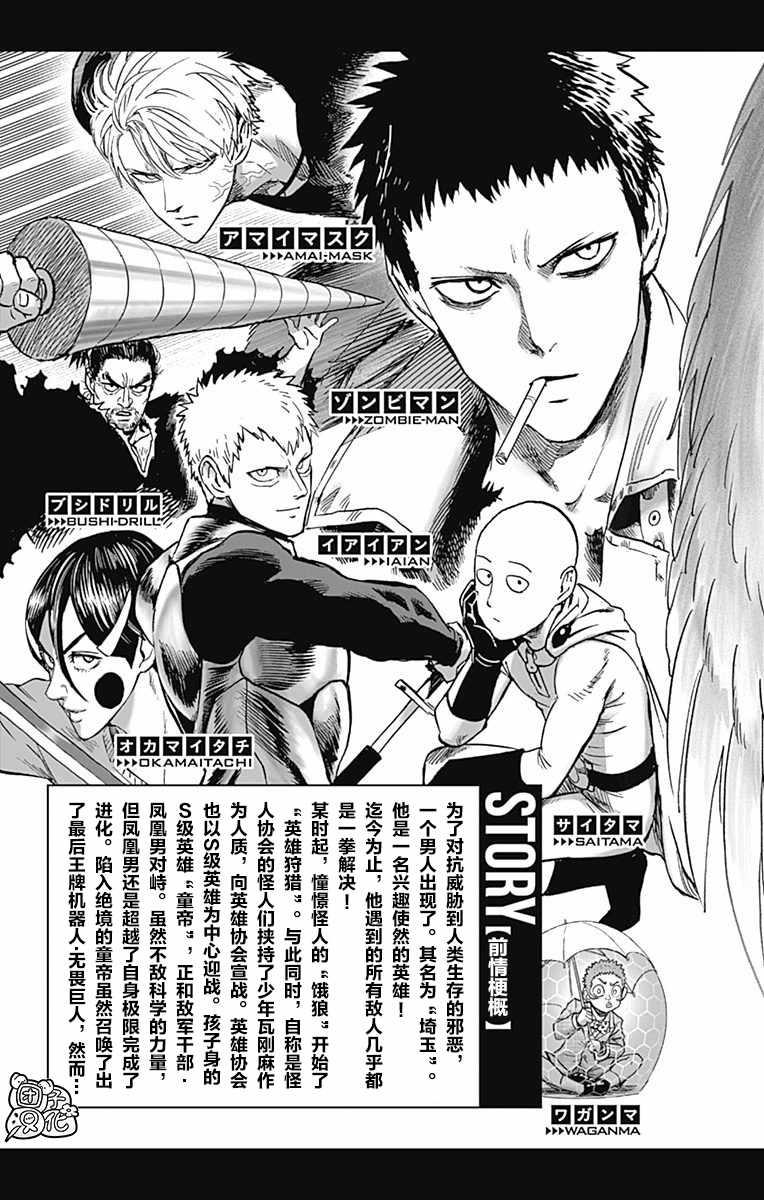 アマイマスク
AMAI-MASK
ゾンビマン
ZOMBIE-MAN
ブシドリル
BUSHI-DRILL
イアイアン
IAIAN
オカマイタチ
OKAMAITACHI
サイタマ
SAITAMA
ワガンマ
WAGANMA
STORY【前情梗概】
为了对抗威胁到人类生存的邪恶，
一个男人出现了。其名为“埼玉”。
他是一名兴趣使然的英雄！
迄今为止，他遇到的所有敌人几乎都
是一拳解决！
某时起，憧憬怪人的“饿狼”开始了
“英雄狩猎”。与此同时，自称是怪
人协会的怪人们挟持了少年瓦刚麻作
为人质，向英雄协会宣战。英雄协会
也以S级英雄为中心迎战。孩子身的
S级英雄“童帝”，正和敌军干部·
凤凰男对峙。虽然不敌科学的力量，
但凤凰男还是超越了自身极限完成了
进化。陷入绝境的童帝虽然召唤了出
了最后王牌机器人·无畏巨人，然而…
团子汉化